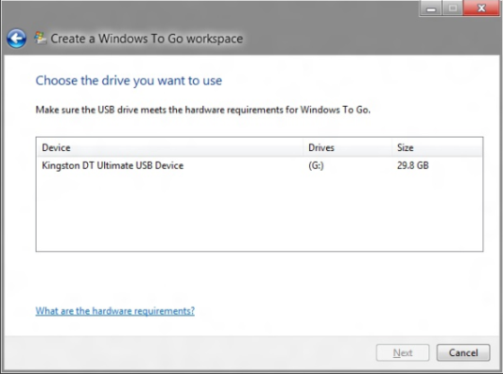 Create a Windows To Go workspace
Choose the drive you want to use
Make sure the USB drive meets the hardware requirements for Windows To Go.
Device Drives Size
Kingston DT Ultimate USB Device (G:) 29.8 GB
What are the hardware requirements?
Next Cancel